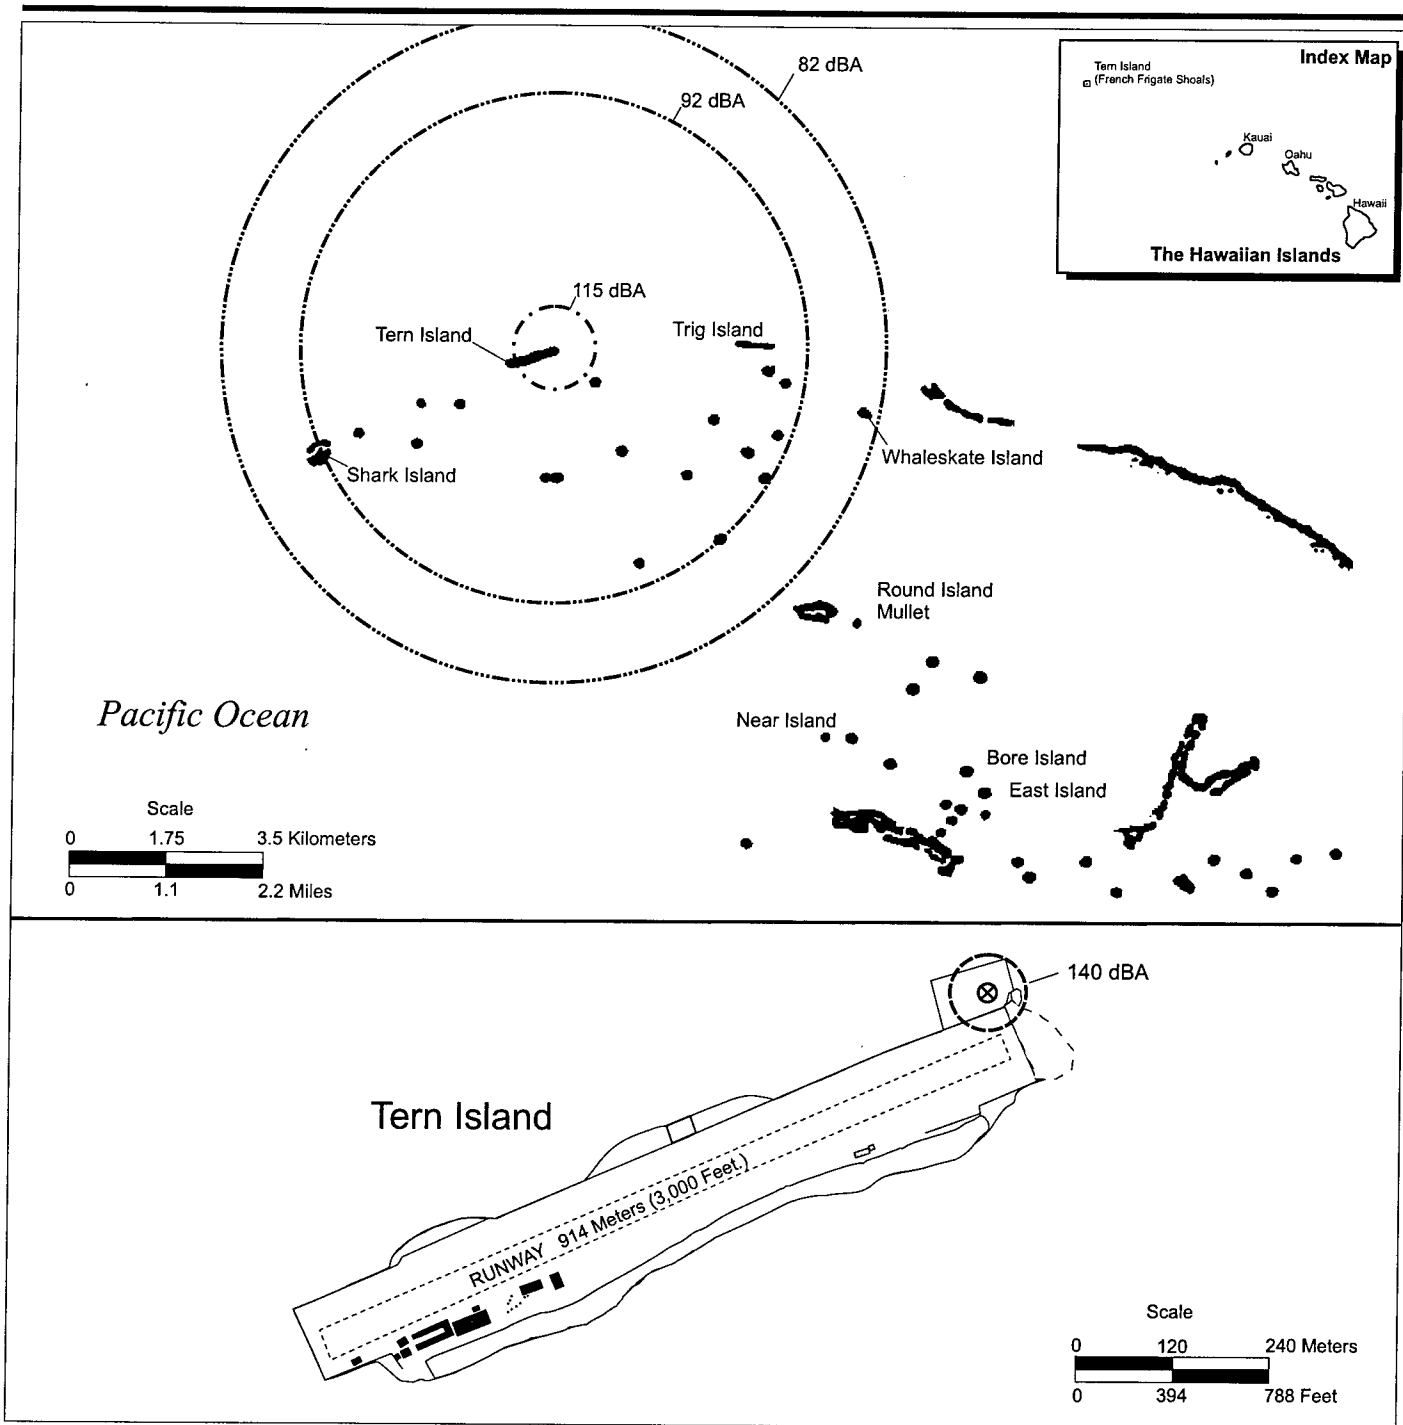 82 dBA
92 dBA
115 dBA
Tern Island
Trig Island
Shark Island
Whaleskate Island
Round Island
Mullet
Near Island
Bore Island
East Island
Pacific Ocean
Index Map
Tern Island
(French Frigate Shoals)
Kauai
Oahu
Hawaii
The Hawaiian Islands
Scale
0 1.75 3.5 Kilometers
0 1.1 2.2 Miles
140 dBA
Tern Island
RUNWAY 914 Meters (3,000 Feet.)
Scale
0 120 240 Meters
0 394 788 Feet